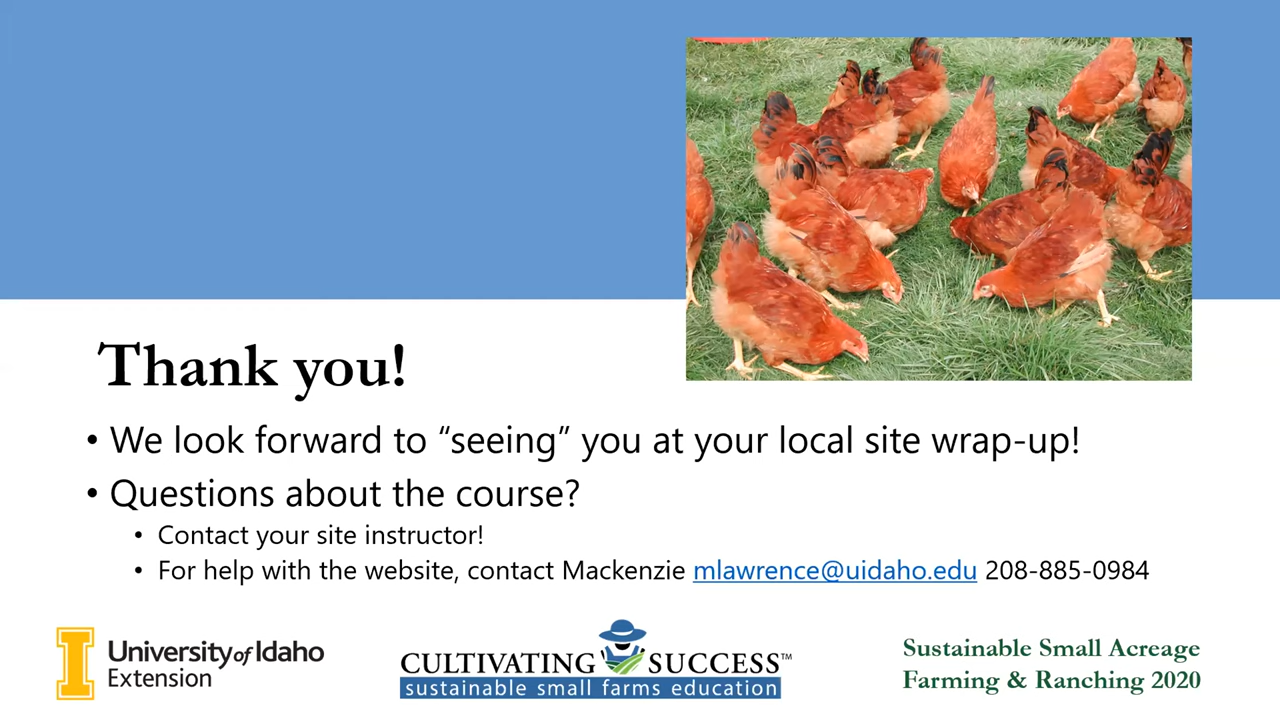 Thank you!
• We look forward to “seeing” you at your local site wrap-up!
• Questions about the course?
• Contact your site instructor!
• For help with the website, contact Mackenzie mlawrence@uidaho.edu 208-885-0984
University of Idaho
Extension
CULTIVATING SUCCESS™
sustainable small farms education
Sustainable Small Acreage
Farming & Ranching 2020